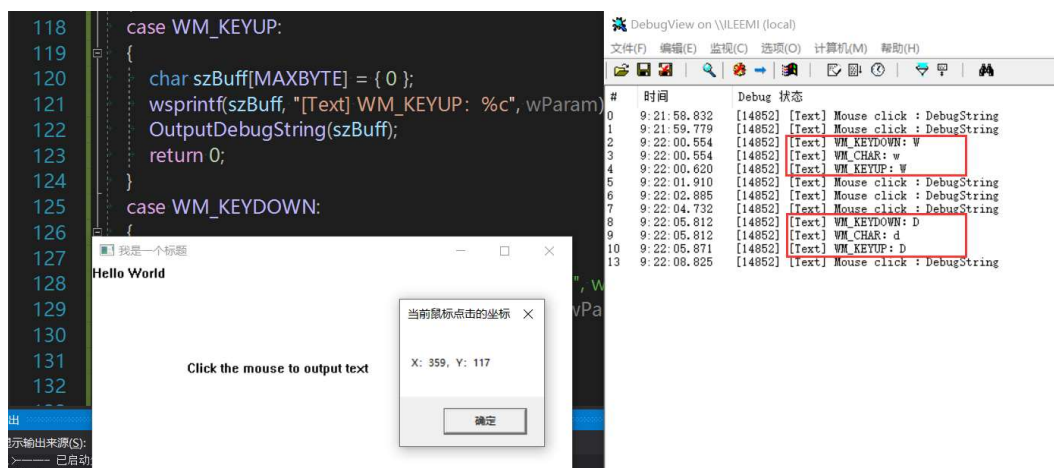 118 case WM_KEYUP:
119 {
120 char szBuff[MAXBYTE] = { 0 };
121 wsprintf(szBuff, "[Text] WM_KEYUP: %c", wParam)
122 OutputDebugString(szBuff);
123 return 0;
124 }
125 case WM_KEYDOWN:
126 {
127
128 ", w
129 wPa
130
131
132
我是一个标题
Hello World
Click the mouse to output text
当前鼠标点击的坐标
X: 359, Y: 117
确定
出
显示输出来源(S):
已启动
DebugView on \\ILEEMI (local)
文件(F) 编辑(E) 监视(C) 选项(O) 计算机(M) 帮助(H)
# 时间 Debug 状态
0 9:21:58.832 [14852] [Text] Mouse click : DebugString
1 9:21:59.779 [14852] [Text] Mouse click : DebugString
2 9:22:00.554 [14852] [Text] WM_KEYDOWN: W
3 9:22:00.554 [14852] [Text] WM_CHAR: w
4 9:22:00.620 [14852] [Text] WM_KEYUP: W
5 9:22:01.910 [14852] [Text] Mouse click : DebugString
6 9:22:02.885 [14852] [Text] Mouse click : DebugString
7 9:22:04.732 [14852] [Text] Mouse click : DebugString
8 9:22:05.812 [14852] [Text] WM_KEYDOWN: D
9 9:22:05.812 [14852] [Text] WM_CHAR: d
10 9:22:05.871 [14852] [Text] WM_KEYUP: D
13 9:22:08.825 [14852] [Text] Mouse click : DebugString